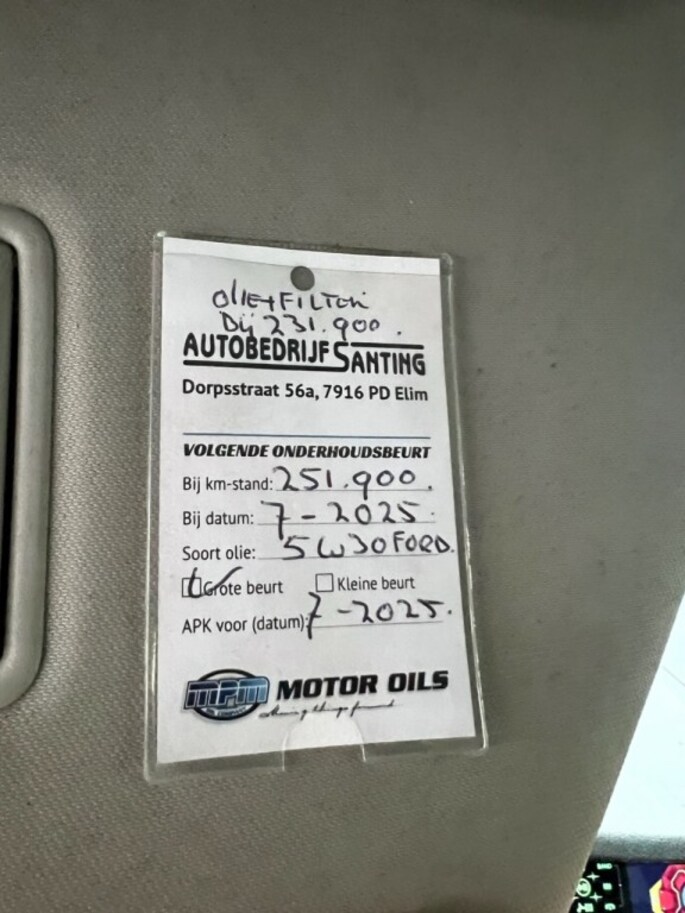 OliE+FILTER
Bij 231.900.
AUTOBEDRIJF SANTING
Dorpsstraat 56a, 7916 PD Elim
VOLGENDE ONDERHOUDSBEURT
Bij km-stand: 251.900.
Bij datum: 7-2025.
Soort olie: 5W30 FORD.
Grote beurt Kleine beurt
APK voor (datum): 7-2025.
MPM MOTOR OILS